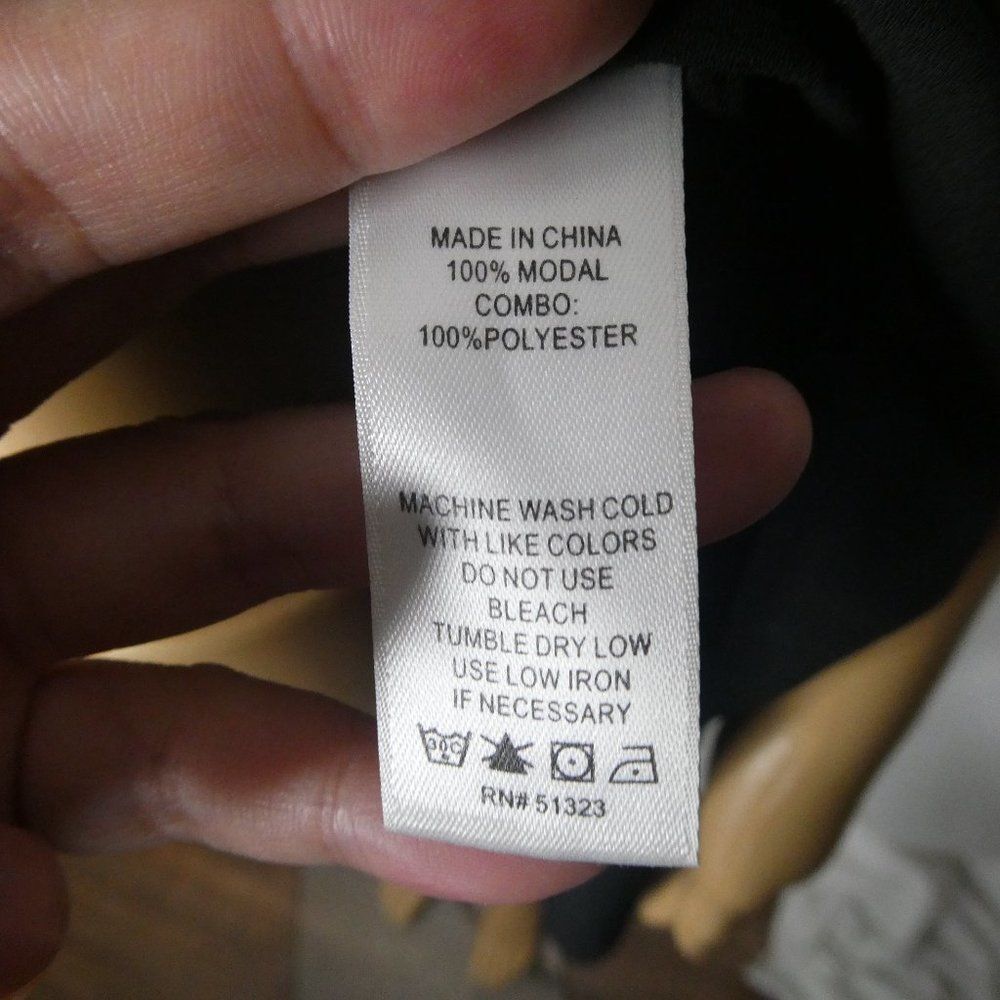 MADE IN CHINA
100% MODAL
COMBO:
100%POLYESTER
MACHINE WASH COLD
WITH LIKE COLORS
DO NOT USE
BLEACH
TUMBLE DRY LOW
USE LOW IRON
IF NECESSARY
30C
RN# 51323